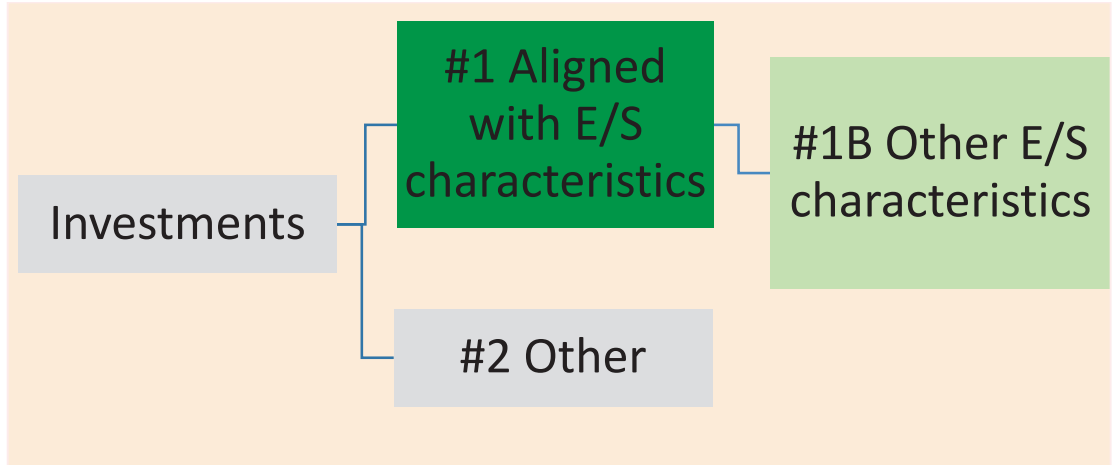 Investments
#1 Aligned
with E/S
characteristics
#2 Other
#1B Other E/S
characteristics